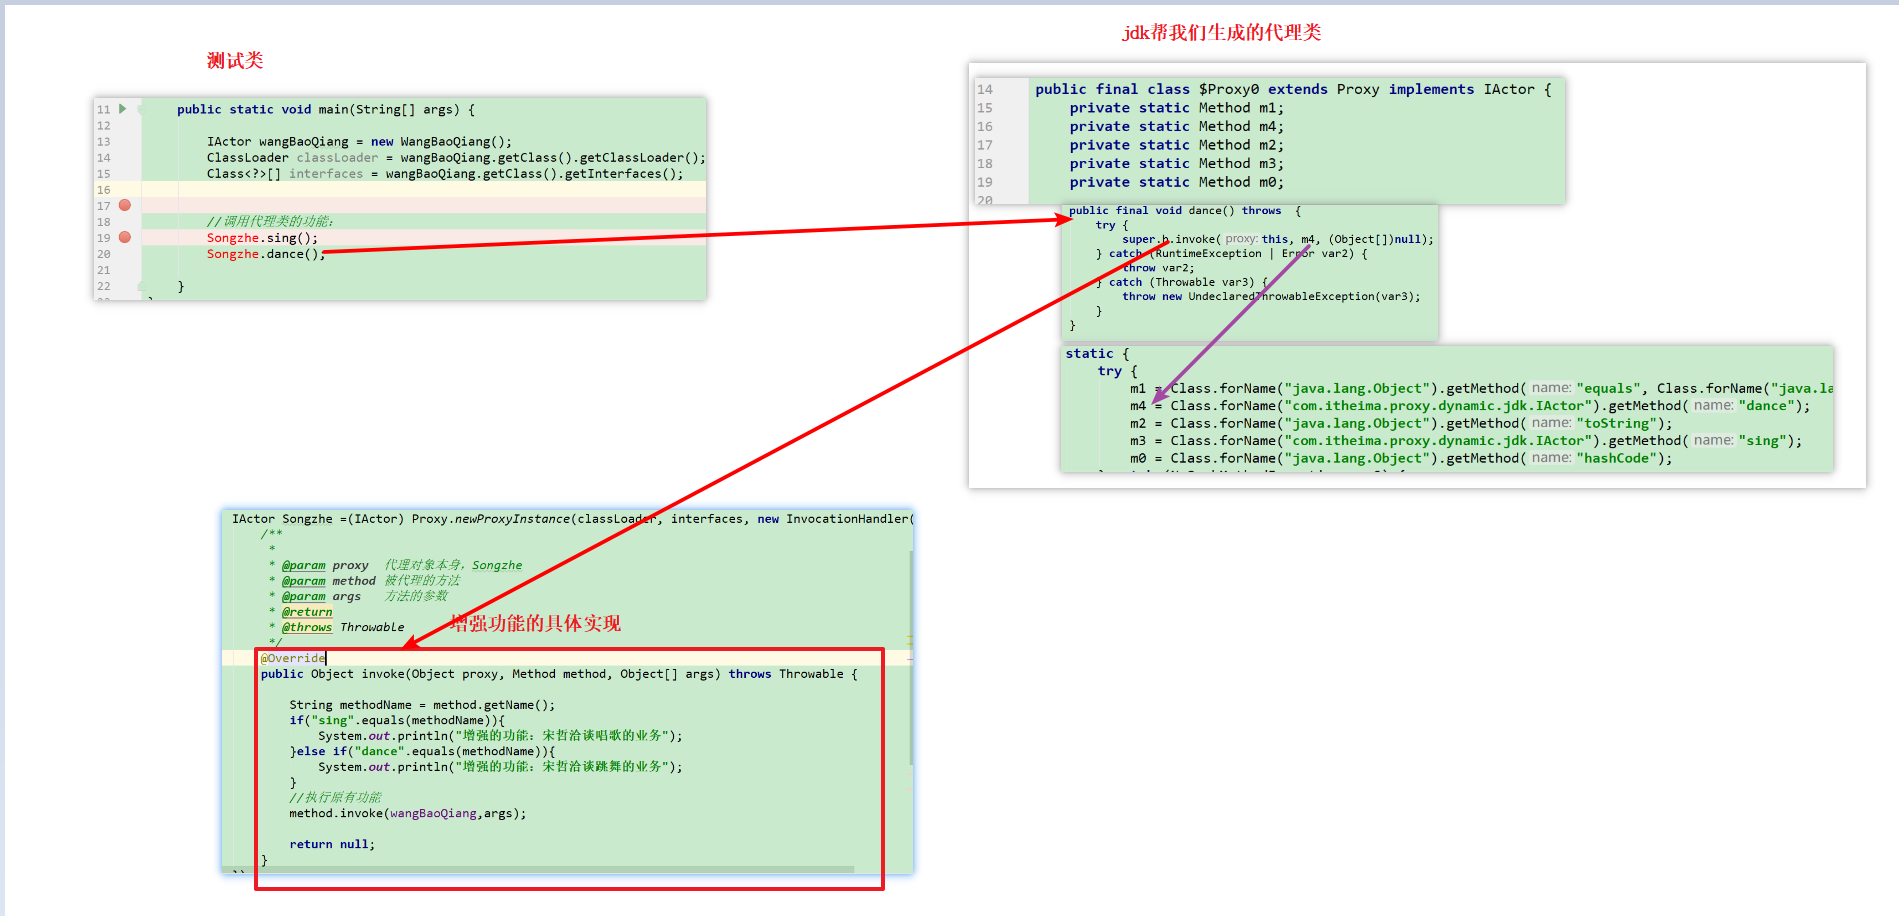 测试类
11 public static void main(String[] args) {
12
13 IActor wangBaoQiang = new WangBaoQiang();
14 ClassLoader classLoader = wangBaoQiang.getClass().getClassLoader();
15 Class<?>[] interfaces = wangBaoQiang.getClass().getInterfaces();
16
17
18 //调用代理类的功能：
19 Songzhe.sing();
20 Songzhe.dance();
21
22 }
jdk帮我们生成的代理类
14 public final class $Proxy0 extends Proxy implements IActor {
15 private static Method m1;
16 private static Method m4;
17 private static Method m2;
18 private static Method m3;
19 private static Method m0;
20
public final void dance() throws {
try {
super.h.invoke( proxy: this, m4, (Object[])null);
} catch (RuntimeException | Error var2) {
throw var2;
} catch (Throwable var3) {
throw new UndeclaredThrowableException(var3);
}
}
static {
try {
m1 = Class.forName("java.lang.Object").getMethod( name: "equals", Class.forName("java.la
m4 = Class.forName("com.itheima.proxy.dynamic.jdk.IActor").getMethod( name: "dance");
m2 = Class.forName("java.lang.Object").getMethod( name: "toString");
m3 = Class.forName("com.itheima.proxy.dynamic.jdk.IActor").getMethod( name: "sing");
m0 = Class.forName("java.lang.Object").getMethod( name: "hashCode");
IActor Songzhe =(IActor) Proxy.newProxyInstance(classLoader, interfaces, new InvocationHandler(
/**
*
* @param proxy 代理对象本身，Songzhe
* @param method 被代理的方法
* @param args 方法的参数
* @return
* @throws Throwable
*/
增强功能的具体实现
@Override
public Object invoke(Object proxy, Method method, Object[] args) throws Throwable {
String methodName = method.getName();
if("sing".equals(methodName)){
System.out.println("增强的功能：宋哲洽谈唱歌的业务");
}else if("dance".equals(methodName)){
System.out.println("增强的功能：宋哲洽谈跳舞的业务");
}
//执行原有功能
method.invoke(wangBaoQiang,args);
return null;
}